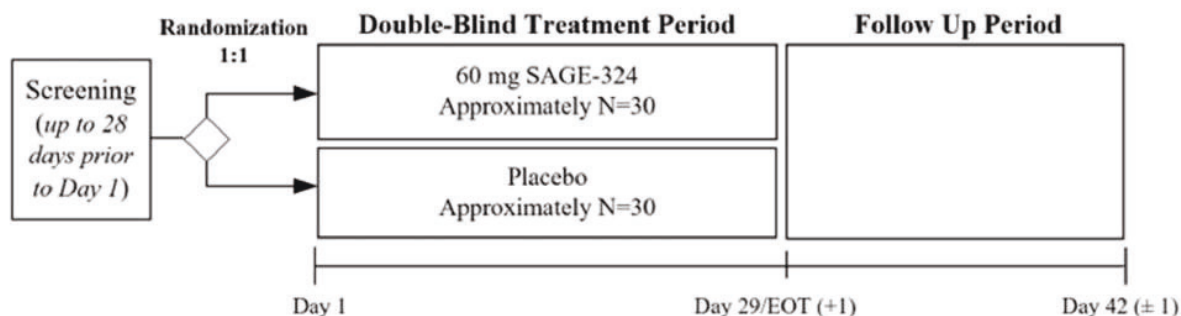 Randomization
1:1
Double-Blind Treatment Period
Follow Up Period
Screening
(up to 28
days prior
to Day 1)
60 mg SAGE-324
Approximately N=30
Placebo
Approximately N=30
Day 1
Day 29/EOT (+1)
Day 42 (± 1)